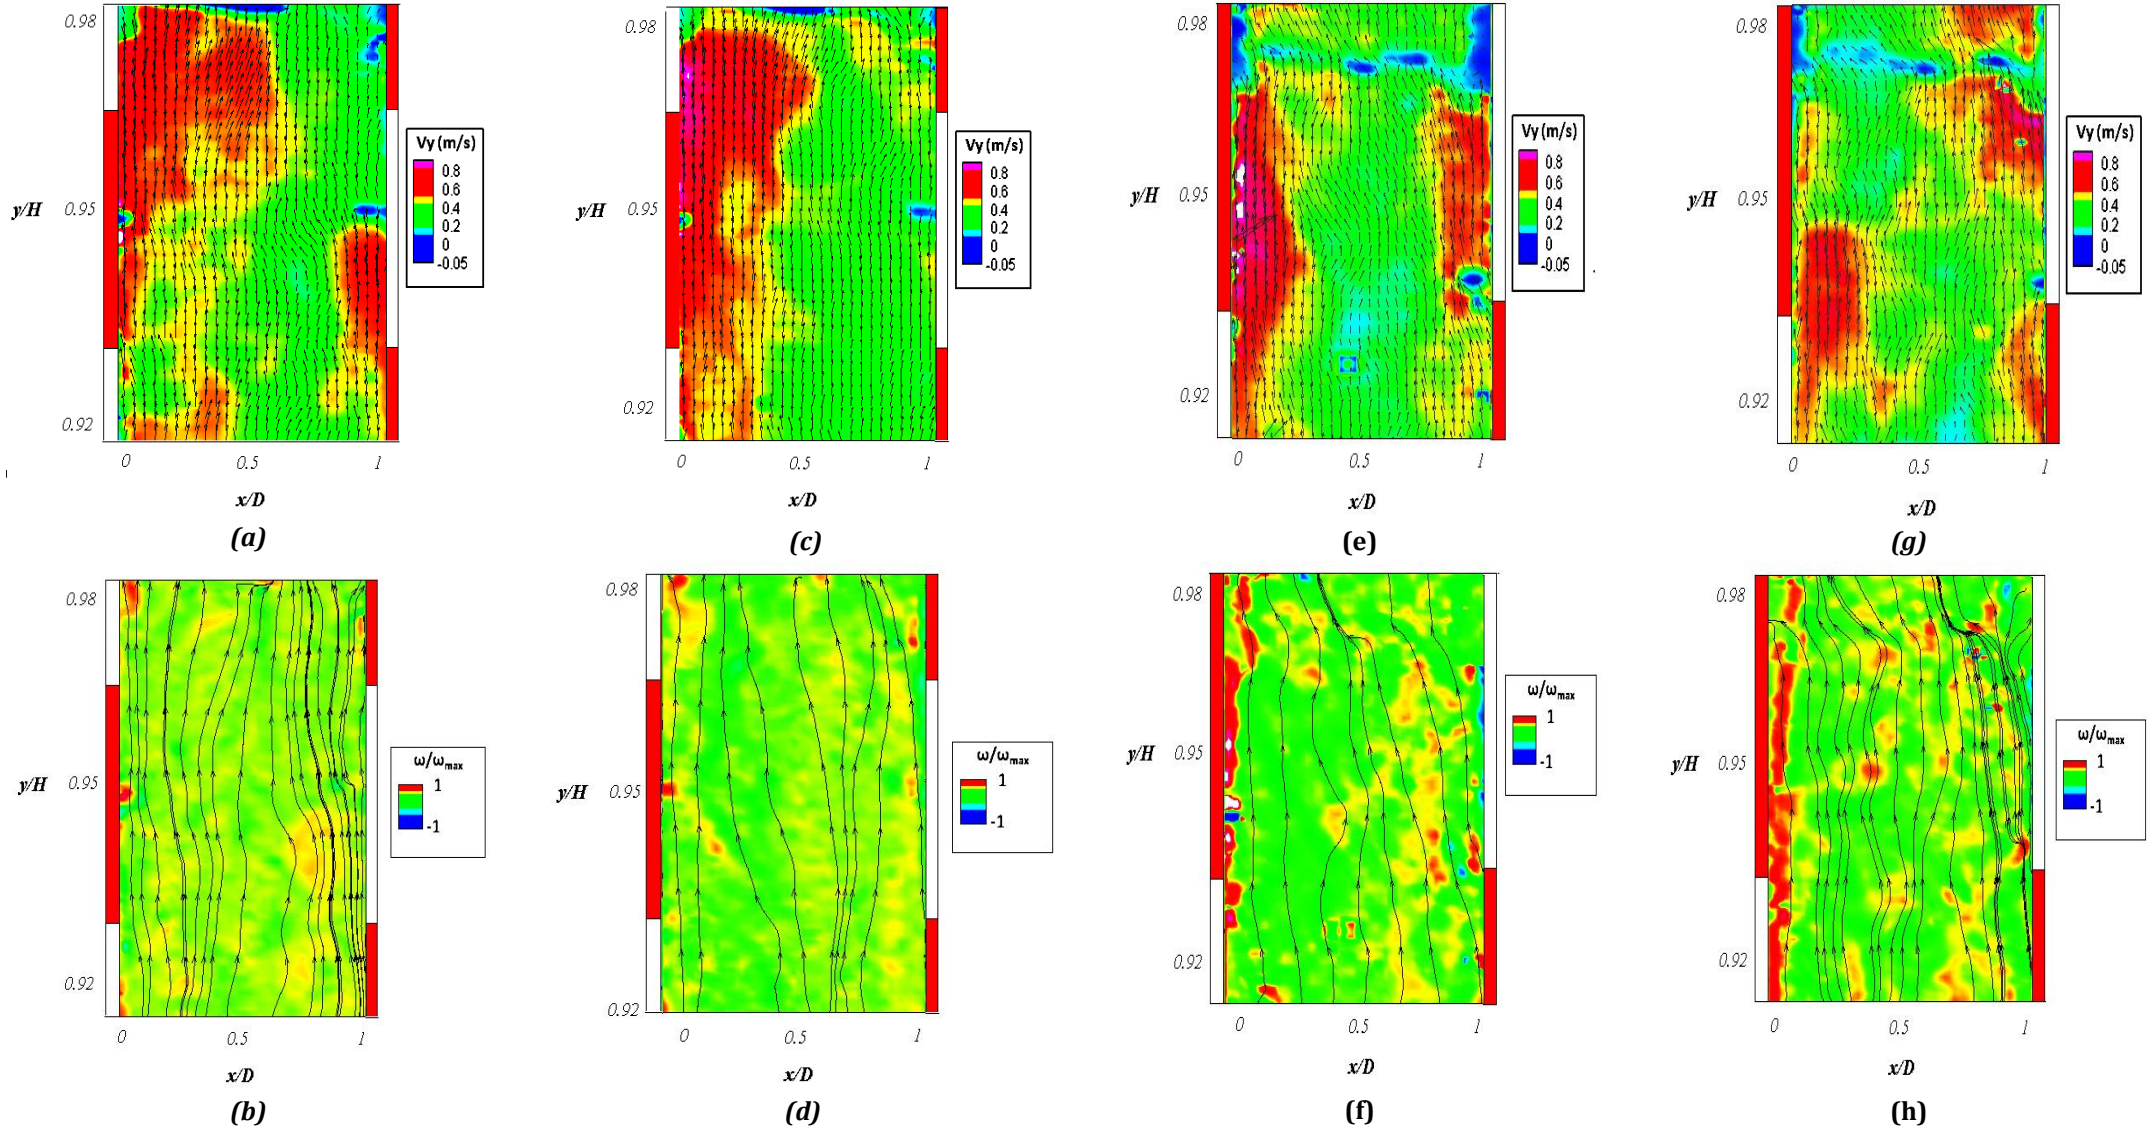 0.98
y/H
0.95
0.92
0
0.5
1
x/D
(a)
Vy (m/s)
0.8
0.6
0.4
0.2
0
-0.05
0.98
y/H
0.95
0.92
0
0.5
1
x/D
(c)
Vy (m/s)
0.8
0.6
0.4
0.2
0
-0.05
0.98
y/H
0.95
0.92
0
0.5
1
x/D
(e)
Vy (m/s)
0.8
0.6
0.4
0.2
0
-0.05
0.98
y/H
0.95
0.92
0
0.5
1
x/D
(g)
Vy (m/s)
0.8
0.6
0.4
0.2
0
-0.05
0.98
y/H
0.95
0.92
0
0.5
1
x/D
(b)
ω/ωmax
1
-1
0.98
y/H
0.95
0.92
0
0.5
1
x/D
(d)
ω/ωmax
1
-1
0.98
y/H
0.95
0.92
0
0.5
1
x/D
(f)
ω/ωmax
1
-1
0.98
y/H
0.95
0.92
0
0.5
1
x/D
(h)
ω/ωmax
1
-1